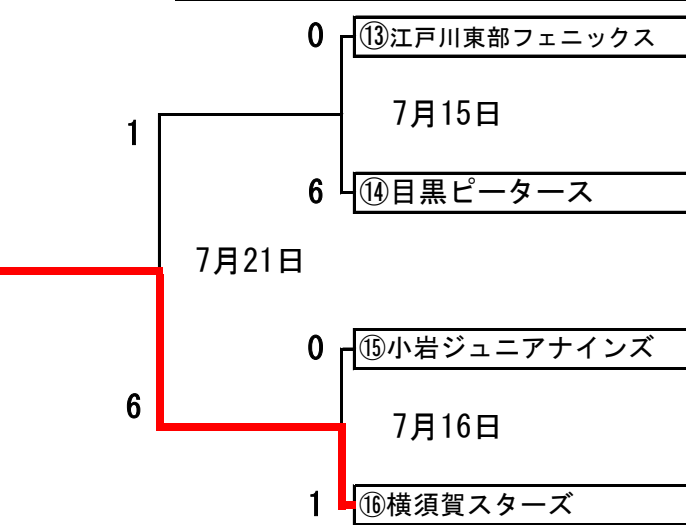 0 ⑬江戸川東部フェニックス
7月15日
1
6 ⑭目黒ピータース
7月21日
0 ⑮小岩ジュニアナインズ
6
7月16日
1 ⑯横須賀スターズ